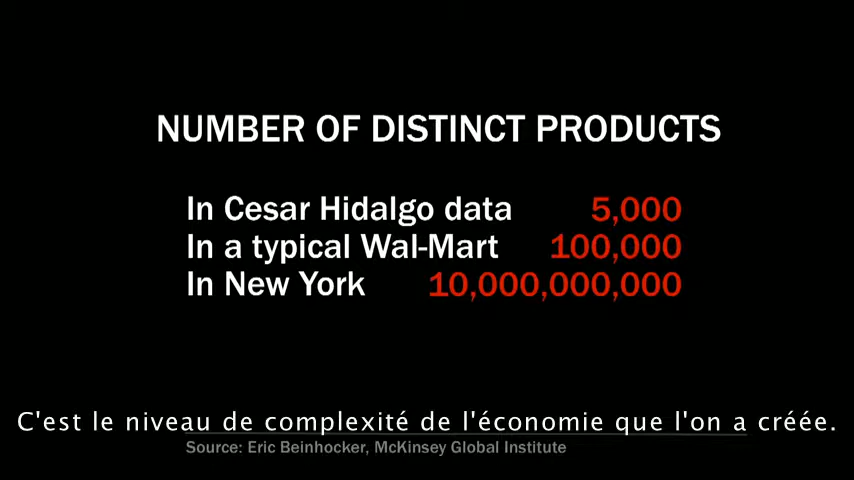 NUMBER OF DISTINCT PRODUCTS
In Cesar Hidalgo data 5,000
In a typical Wal-Mart 100,000
In New York 10,000,000,000
C'est le niveau de complexité de l'économie que l'on a créée.
Source: Eric Beinhocker, McKinsey Global Institute